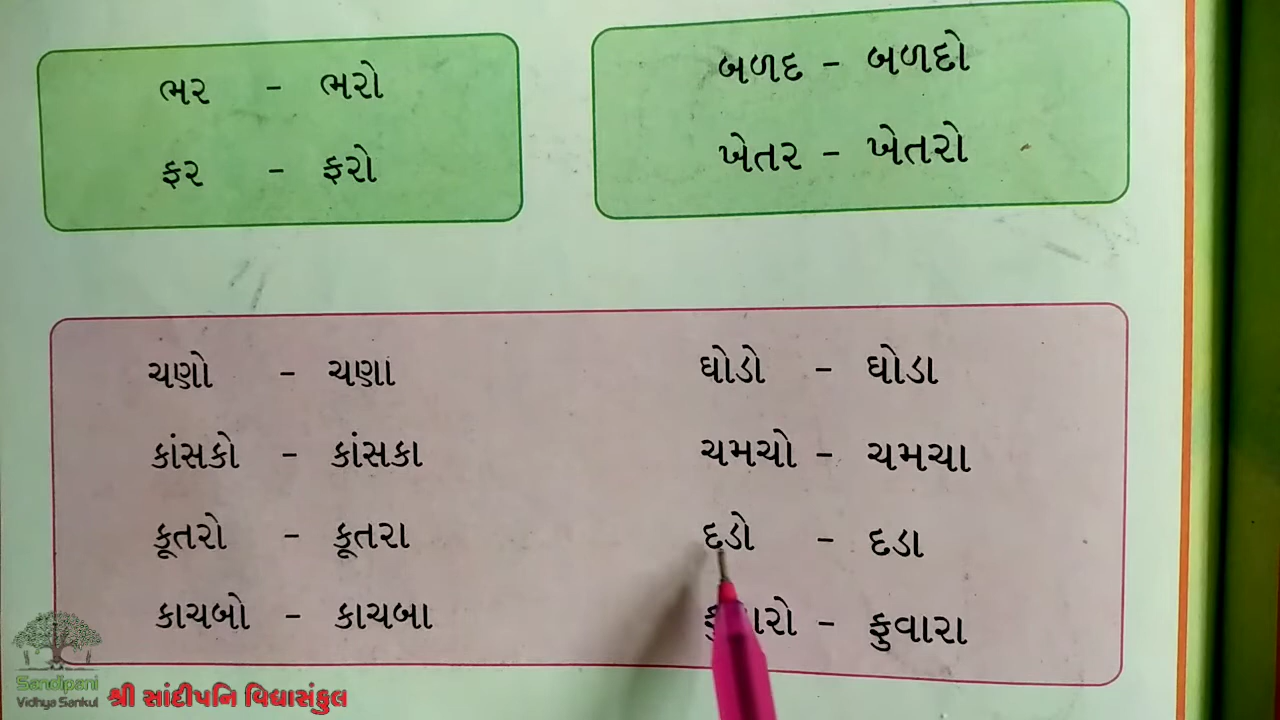 ભર - ભરો
ફર - ફરો
બળદ - બળદો
ખેતર - ખેતરો
ચણો - ચણા
કાંસકો - કાંસકા
કૂતરો - કૂતરા
કાચબો - કાચબા
ઘોડો - ઘોડા
ચમચો - ચમચા
દડો - દડા
- ફુવારા
Sandipani
Vidhya Sankul
શ્રી સાંદીપનિ વિદ્યાસંકુલ